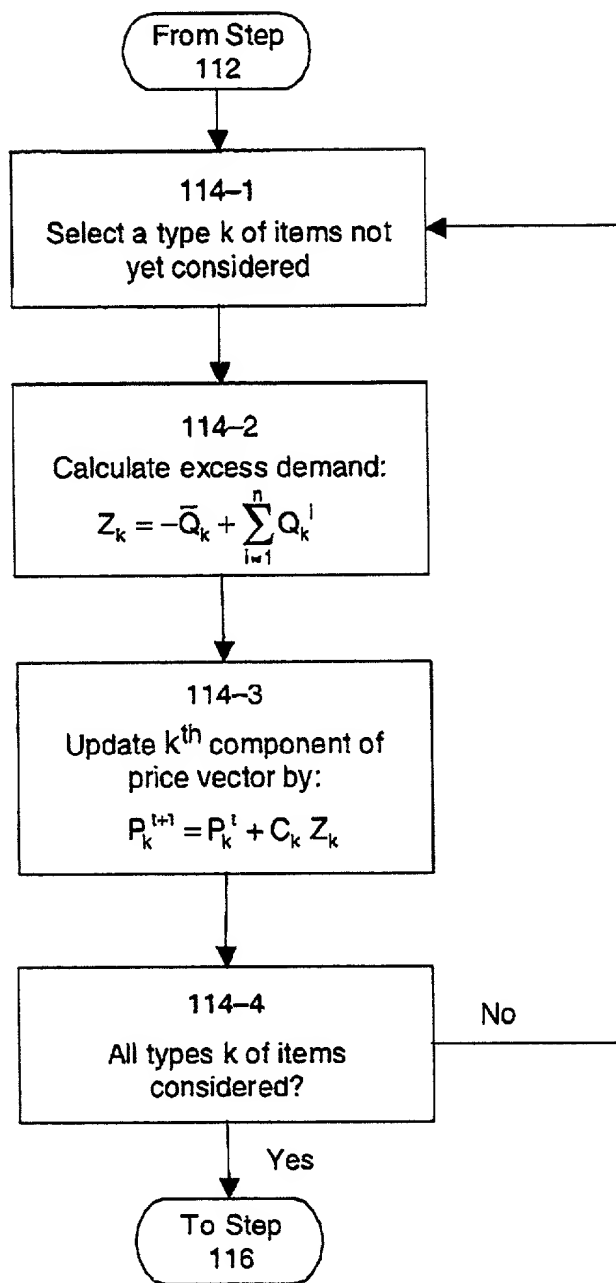 From Step
112
114–1
Select a type k of items not
yet considered
114–2
Calculate excess demand:
Z_k = –Q̄_k + ∑_{i=1}^{n} Q_k^i
114–3
Update k^th component of
price vector by:
P_k^{t+1} = P_k^t + C_k Z_k
114–4
All types k of items
considered?
No
Yes
To Step
116